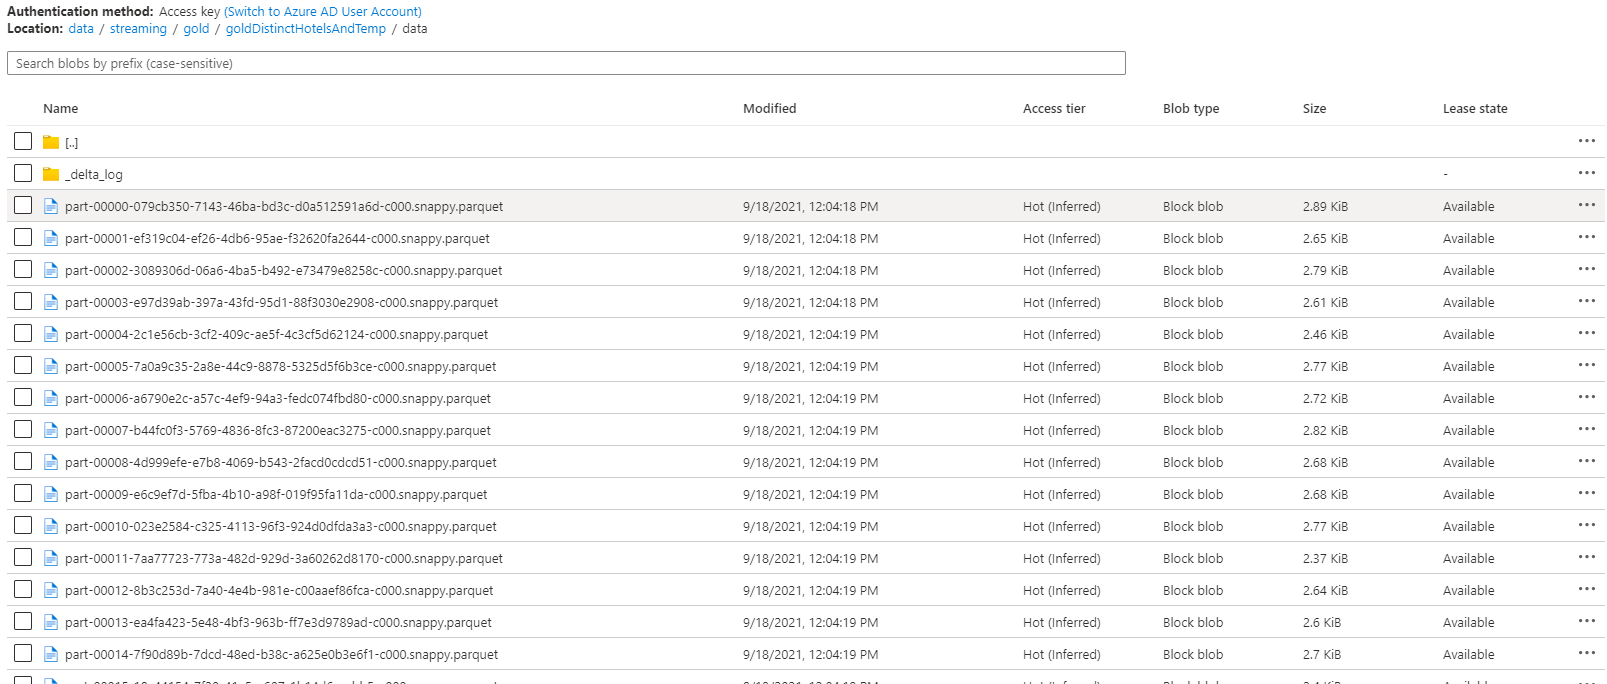 Authentication method: Access key (Switch to Azure AD User Account)
Location: data / streaming / gold / goldDistinctHotelsAndTemp / data
Search blobs by prefix (case-sensitive)
Name Modified Access tier Blob type Size Lease state
[..]
_delta_log -
part-00000-079cb350-7143-46ba-bd3c-d0a512591a6d-c000.snappy.parquet 9/18/2021, 12:04:18 PM Hot (Inferred) Block blob 2.89 KiB Available
part-00001-ef319c04-ef26-4db6-95ae-f32620fa2644-c000.snappy.parquet 9/18/2021, 12:04:18 PM Hot (Inferred) Block blob 2.65 KiB Available
part-00002-3089306d-06a6-4ba5-b492-e73479e8258c-c000.snappy.parquet 9/18/2021, 12:04:18 PM Hot (Inferred) Block blob 2.79 KiB Available
part-00003-e97d39ab-397a-43fd-95d1-88f3030e2908-c000.snappy.parquet 9/18/2021, 12:04:18 PM Hot (Inferred) Block blob 2.61 KiB Available
part-00004-2c1e56cb-3cf2-409c-ae5f-4c3cf5d62124-c000.snappy.parquet 9/18/2021, 12:04:19 PM Hot (Inferred) Block blob 2.46 KiB Available
part-00005-7a0a9c35-2a8e-44c9-8878-5325d5f6b3ce-c000.snappy.parquet 9/18/2021, 12:04:19 PM Hot (Inferred) Block blob 2.77 KiB Available
part-00006-a6790e2c-a57c-4ef9-94a3-fedc074fbd80-c000.snappy.parquet 9/18/2021, 12:04:19 PM Hot (Inferred) Block blob 2.72 KiB Available
part-00007-b44fc0f3-5769-4836-8fc3-87200eac3275-c000.snappy.parquet 9/18/2021, 12:04:19 PM Hot (Inferred) Block blob 2.82 KiB Available
part-00008-4d999efe-e7b8-4069-b543-2facd0cdcd51-c000.snappy.parquet 9/18/2021, 12:04:19 PM Hot (Inferred) Block blob 2.68 KiB Available
part-00009-e6c9ef7d-5fba-4b10-a98f-019f95fa11da-c000.snappy.parquet 9/18/2021, 12:04:19 PM Hot (Inferred) Block blob 2.68 KiB Available
part-00010-023e2584-c325-4113-96f3-924d0dfda3a3-c000.snappy.parquet 9/18/2021, 12:04:19 PM Hot (Inferred) Block blob 2.77 KiB Available
part-00011-7aa77723-773a-482d-929d-3a60262d8170-c000.snappy.parquet 9/18/2021, 12:04:19 PM Hot (Inferred) Block blob 2.37 KiB Available
part-00012-8b3c253d-7a40-4e4b-981e-c00aaef86fca-c000.snappy.parquet 9/18/2021, 12:04:19 PM Hot (Inferred) Block blob 2.64 KiB Available
part-00013-ea4fa423-5e48-4bf3-963b-ff7e3d9789ad-c000.snappy.parquet 9/18/2021, 12:04:19 PM Hot (Inferred) Block blob 2.6 KiB Available
part-00014-7f90d89b-7dcd-48ed-b38c-a625e0b3e6f1-c000.snappy.parquet 9/18/2021, 12:04:19 PM Hot (Inferred) Block blob 2.7 KiB Available